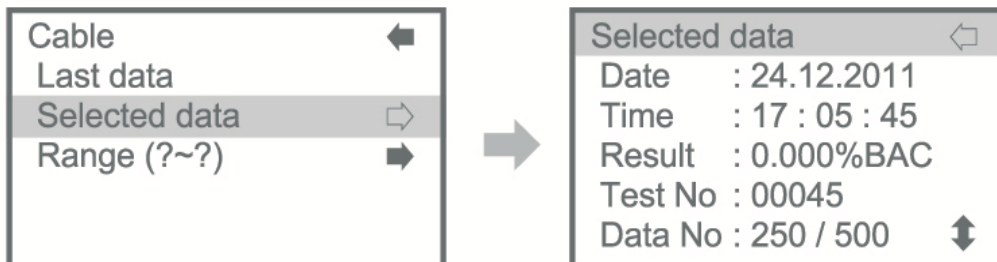 Cable
Last data
Selected data
Range (?~?)
Selected data
Date : 24.12.2011
Time : 17 : 05 : 45
Result : 0.000%BAC
Test No : 00045
Data No : 250 / 500